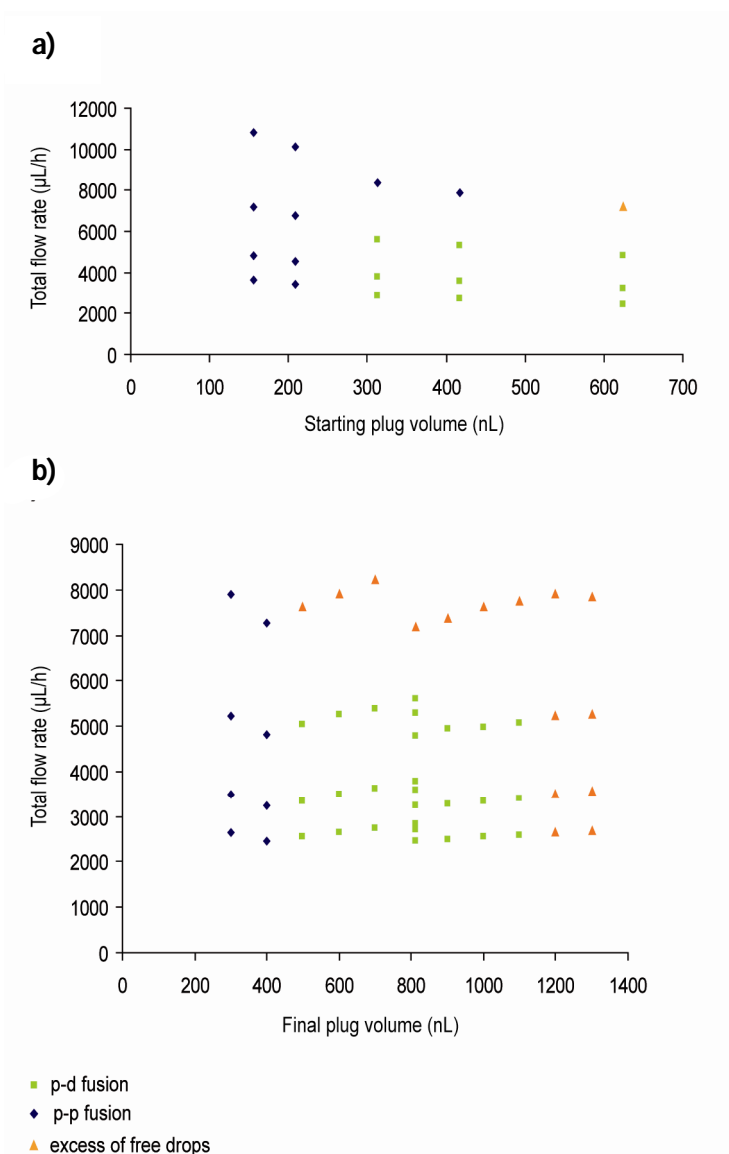 a)
12000
10000
8000
6000
4000
2000
0
Total flow rate (µL/h)
0 100 200 300 400 500 600 700
Starting plug volume (nL)
b)
9000
8000
7000
6000
5000
4000
3000
2000
1000
0
Total flow rate (µL/h)
0 200 400 600 800 1000 1200 1400
Final plug volume (nL)
p-d fusion
p-p fusion
excess of free drops